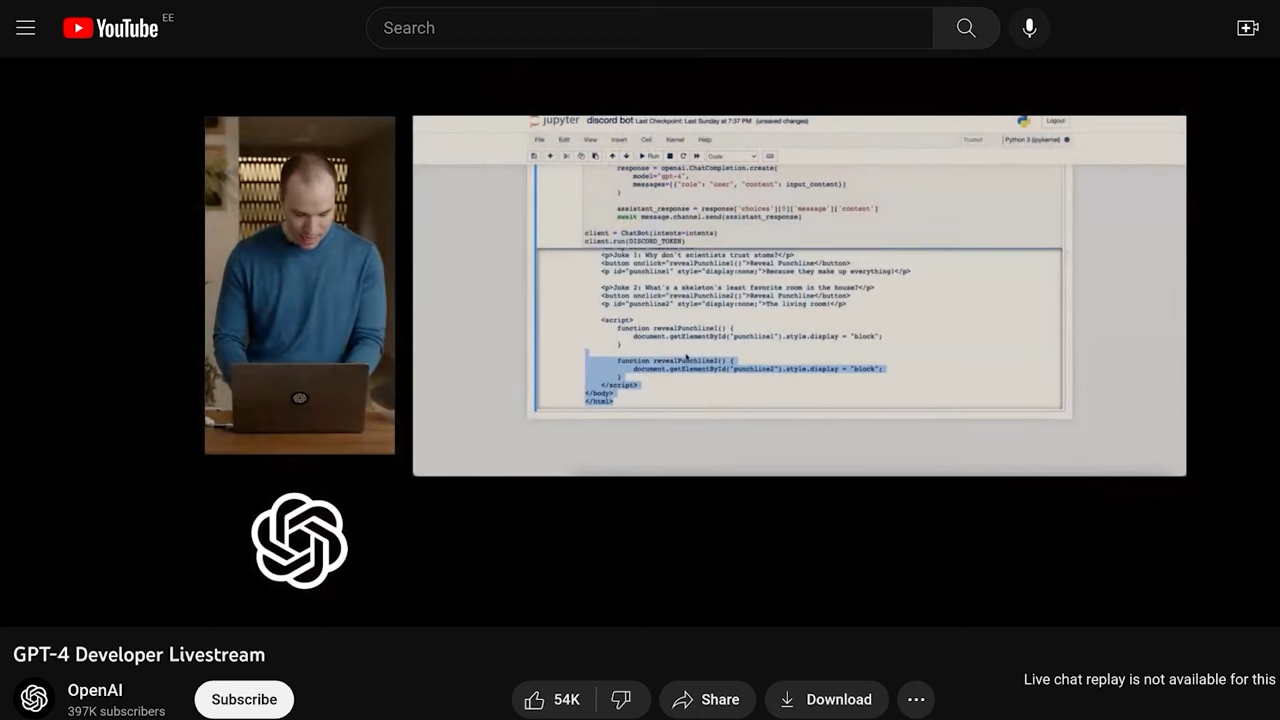 YouTube EE
Search
jupyter discord bot Last Checkpoint: Last Sunday at 7:37 PM (unsaved changes)
Logout
File Edit View Insert Cell Kernel Help
Trusted
Python 3 (ipykernel)
Run
Code
response = openai.ChatCompletion.create(
model="gpt-4",
messages=[{"role": "user", "content": input_content}]
)
assistant_response = response['choices'][0]['message']['content']
await message.channel.send(assistant_response)
client = ChatBot(intents=intents)
client.run(DISCORD_TOKEN)
<p>Joke 1: Why don't scientists trust atoms?</p>
<button onclick="revealPunchline1()">Reveal Punchline</button>
<p id="punchline1" style="display:none;">Because they make up everything!</p>
<p>Joke 2: What's a skeleton's least favorite room in the house?</p>
<button onclick="revealPunchline2()">Reveal Punchline</button>
<p id="punchline2" style="display:none;">The living room!</p>
<script>
function revealPunchline1() {
document.getElementById("punchline1").style.display = "block";
}
function revealPunchline2() {
document.getElementById("punchline2").style.display = "block";
}
</script>
</body>
</html>
GPT-4 Developer Livestream
OpenAI
397K subscribers
Subscribe
54K
Share
Download
Live chat replay is not available for this